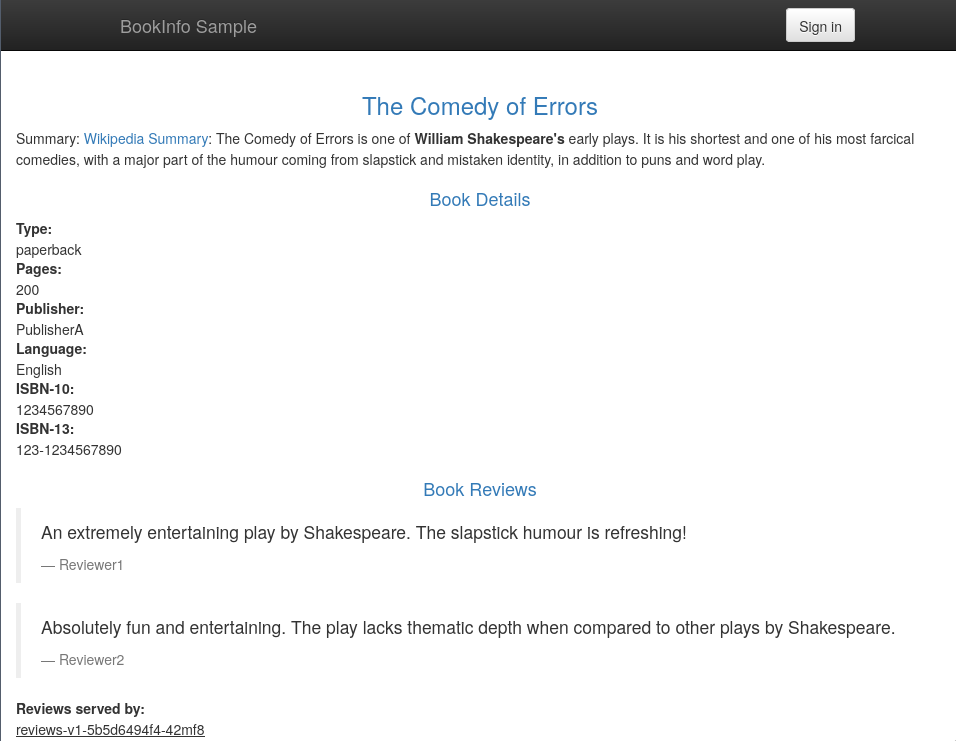 BookInfo Sample
Sign in
The Comedy of Errors
Summary: Wikipedia Summary: The Comedy of Errors is one of William Shakespeare's early plays. It is his shortest and one of his most farcical
comedies, with a major part of the humour coming from slapstick and mistaken identity, in addition to puns and word play.
Book Details
Type:
paperback
Pages:
200
Publisher:
PublisherA
Language:
English
ISBN-10:
1234567890
ISBN-13:
123-1234567890
Book Reviews
An extremely entertaining play by Shakespeare. The slapstick humour is refreshing!
— Reviewer1
Absolutely fun and entertaining. The play lacks thematic depth when compared to other plays by Shakespeare.
— Reviewer2
Reviews served by:
reviews-v1-5b5d6494f4-42mf8